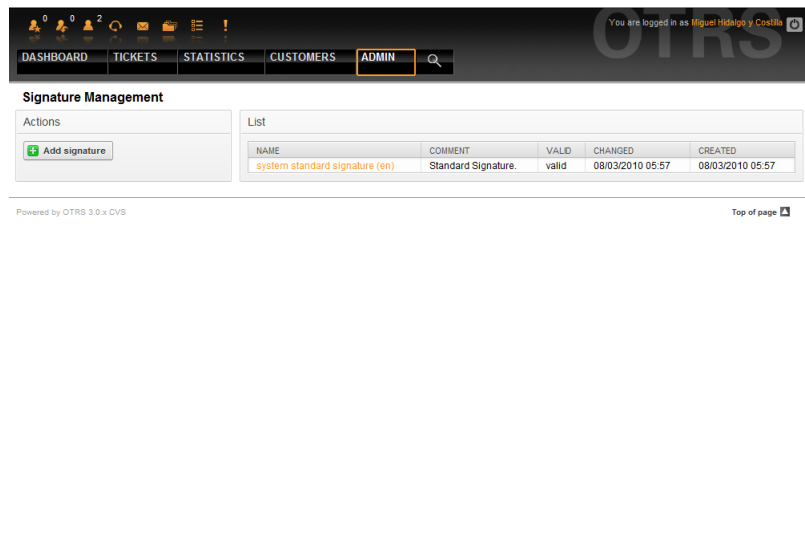 0 0 2
OTRS
You are logged in as Miguel Hidalgo y Costilla
DASHBOARD TICKETS STATISTICS CUSTOMERS ADMIN
Signature Management
Actions
Add signature
List
NAME COMMENT VALID CHANGED CREATED
system standard signature (en) Standard Signature. valid 08/03/2010 05:57 08/03/2010 05:57
Powered by OTRS 3.0.x CVS
Top of page